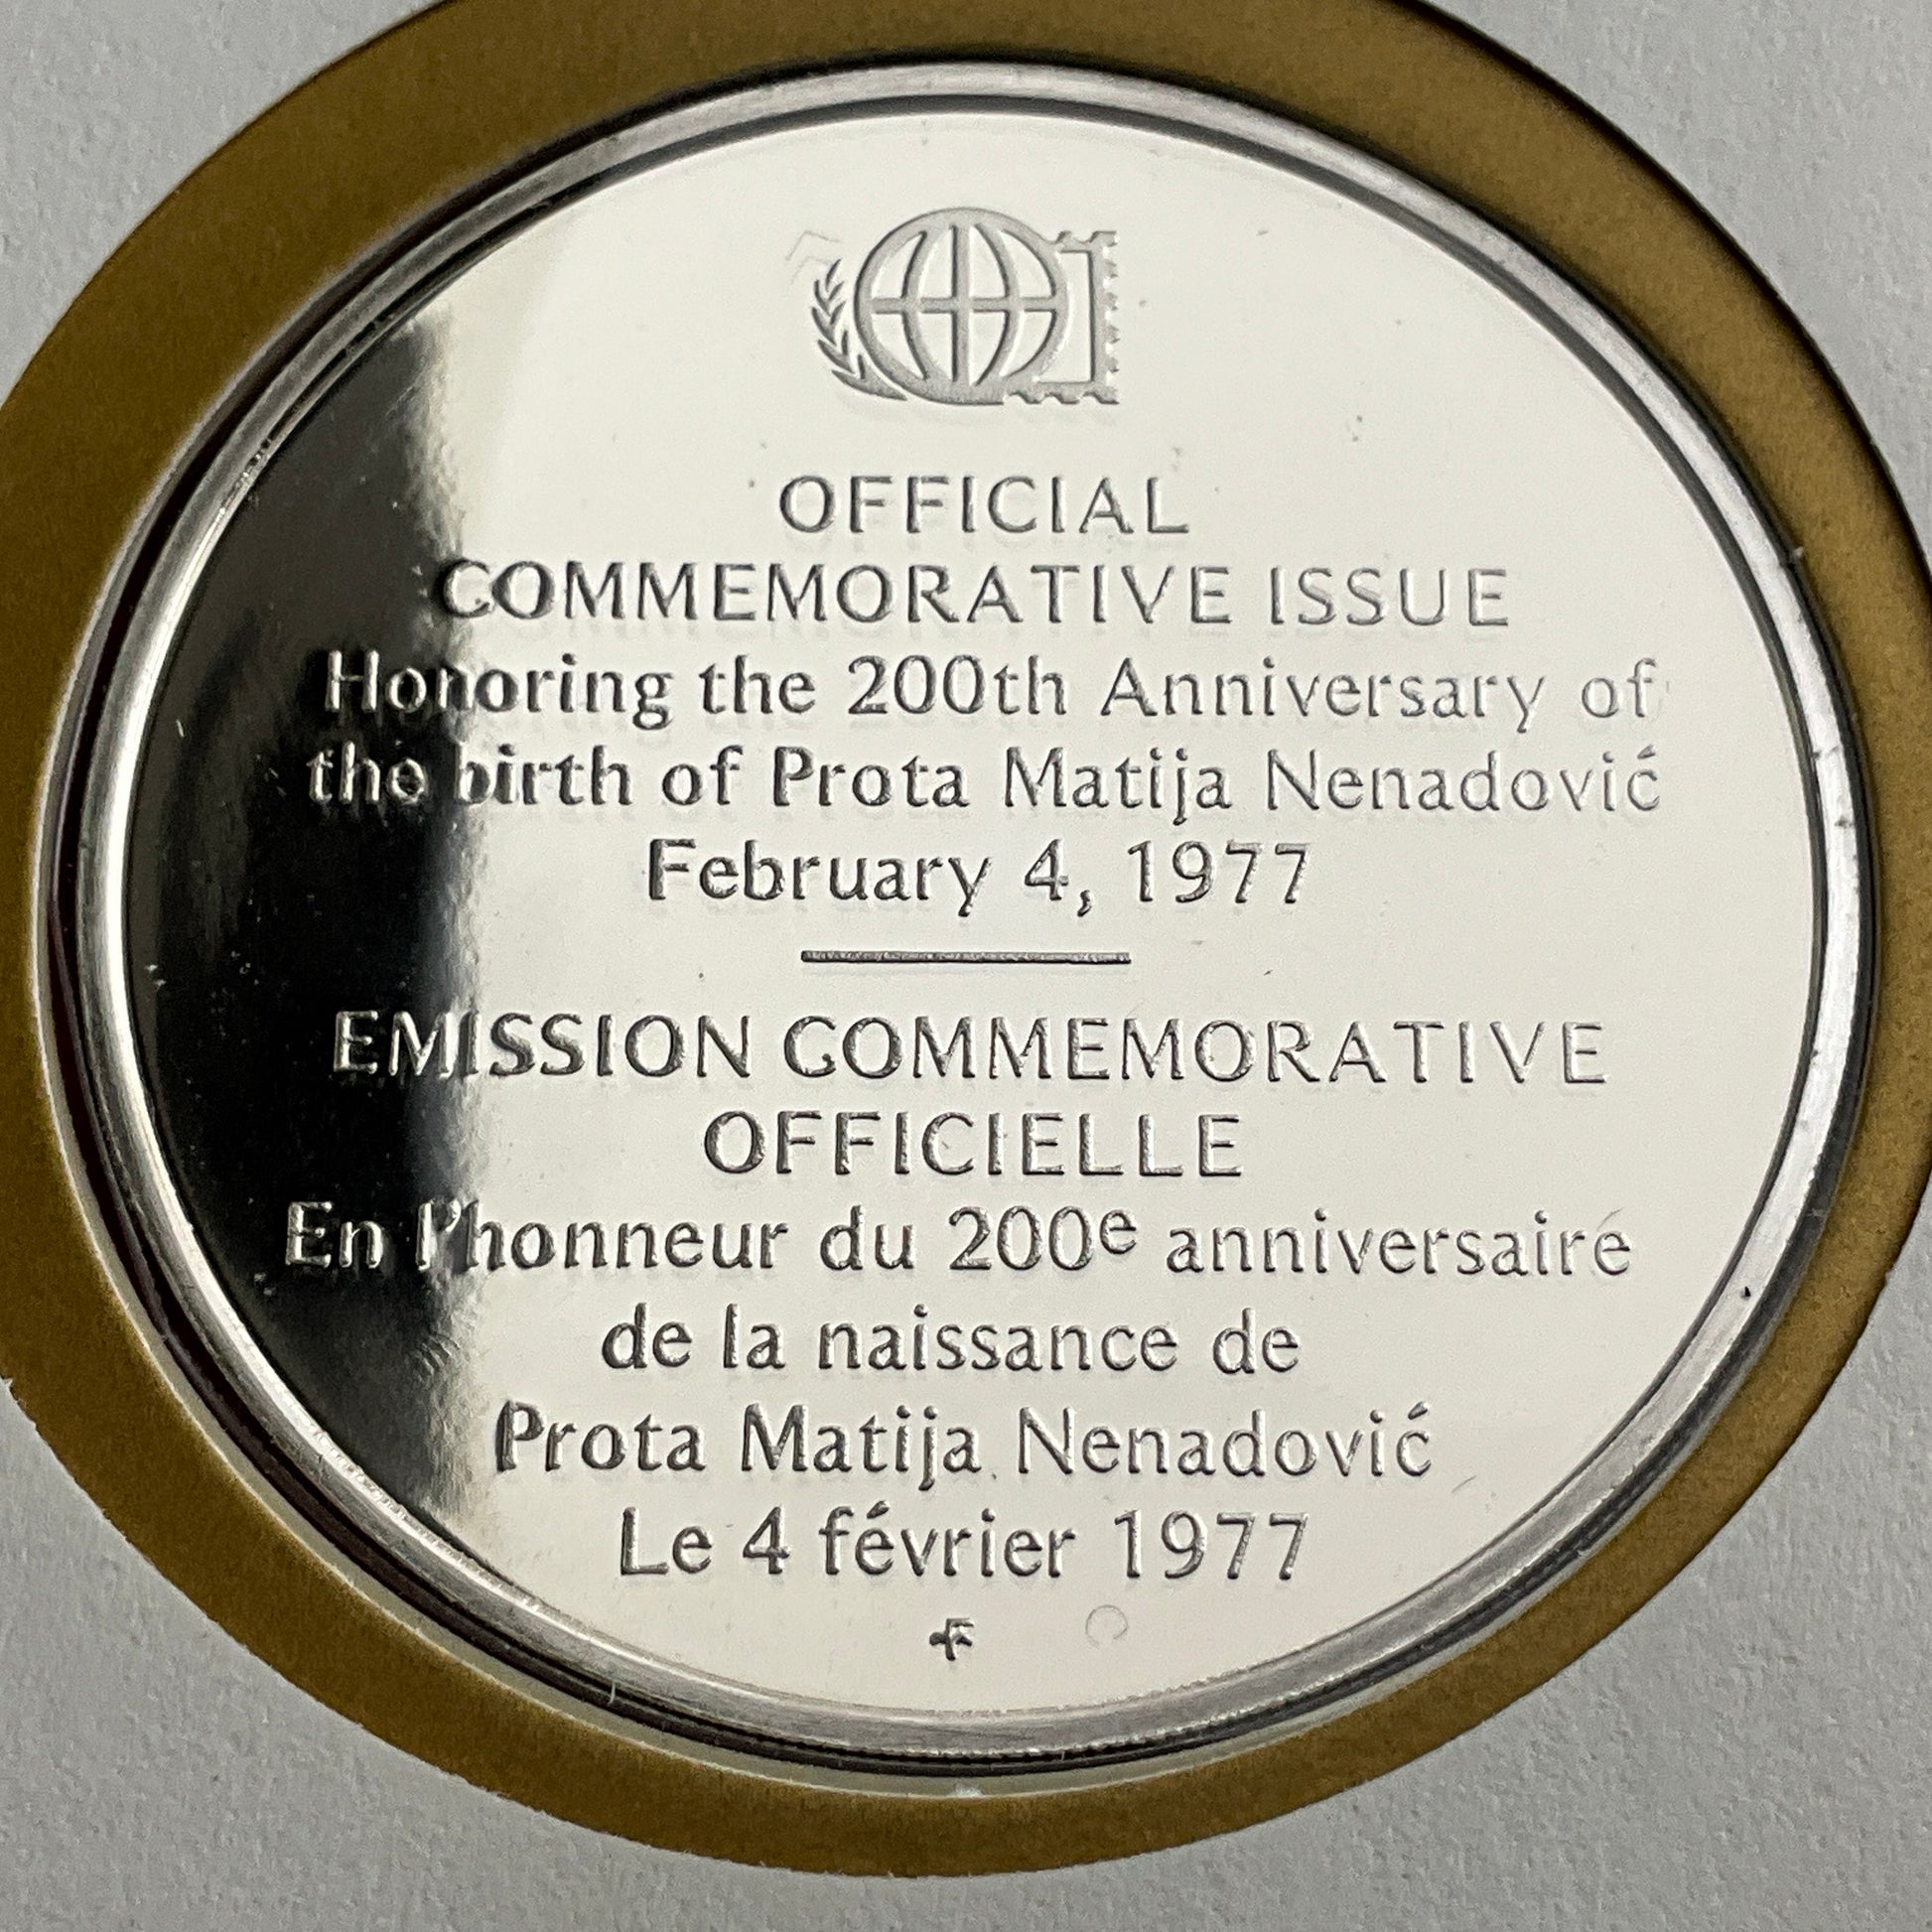 OFFICIAL
COMMEMORATIVE ISSUE
Honoring the 200th Anniversary of
the birth of Prota Matija Nenadović
February 4, 1977
EMISSION COMMEMORATIVE
OFFICIELLE
En l'honneur du 200e anniversaire
de la naissance de
Prota Matija Nenadović
Le 4 février 1977